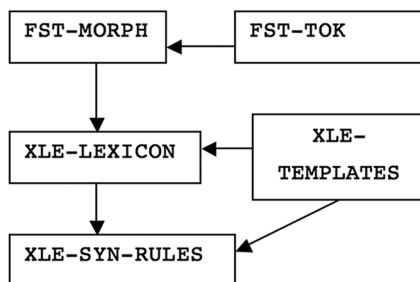 FST-MORPH
FST-TOK
XLE-LEXICON
XLE-
TEMPLATES
XLE-SYN-RULES